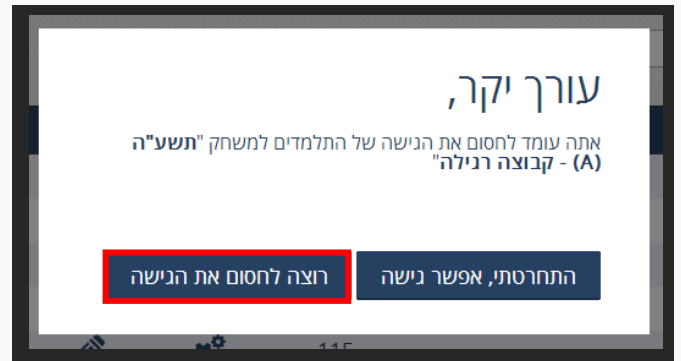 עורך יקר,
אתה עומד לחסום את הגישה של התלמדים למשחק "תשע"ה
(A) - קבוצה רגילה"
התחרטתי, אפשר גישה
רוצה לחסום את הגישה